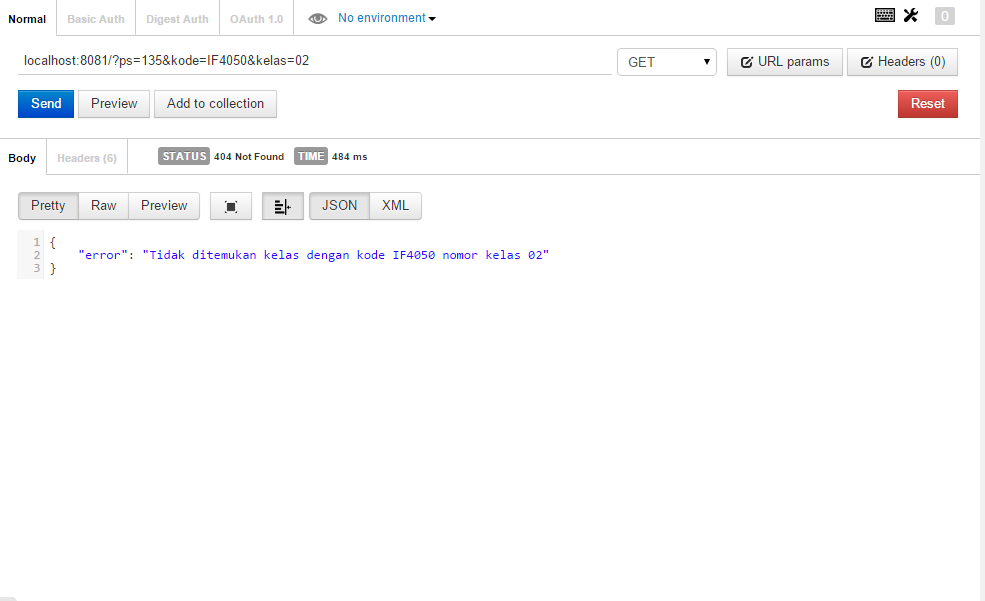 Normal Basic Auth Digest Auth OAuth 1.0 No environment 0
localhost:8081/?ps=135&kode=IF4050&kelas=02 GET URL params Headers (0)
Send Preview Add to collection Reset
Body Headers (6) STATUS 404 Not Found TIME 484 ms
Pretty Raw Preview JSON XML
1 {
2 "error": "Tidak ditemukan kelas dengan kode IF4050 nomor kelas 02"
3 }